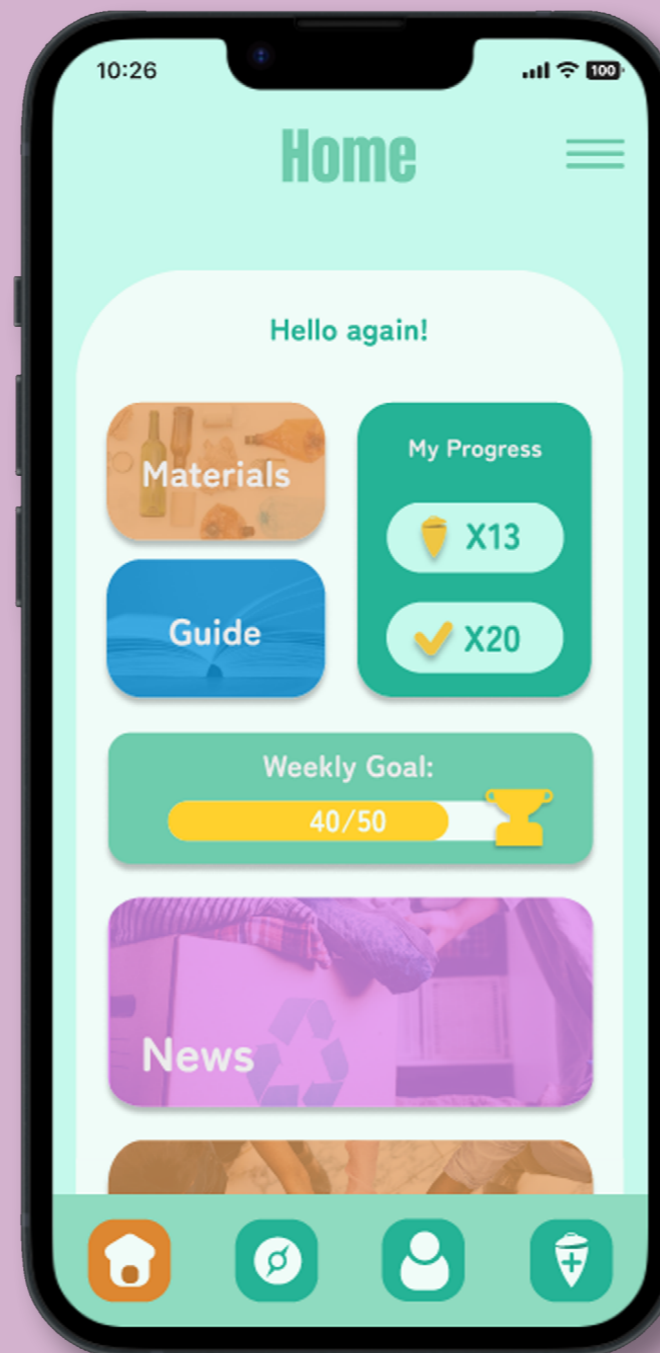 10:26
100
Home
Hello again!
Materials
My Progress
X13
Guide
X20
Weekly Goal:
40/50
News